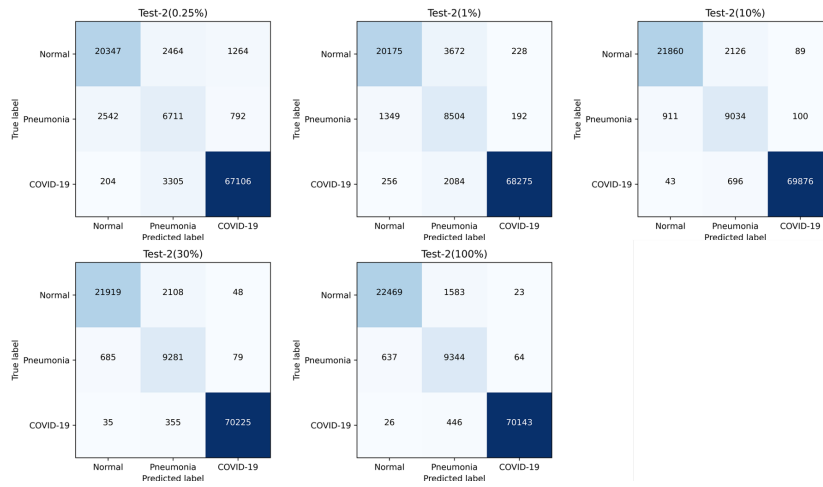 Test-2(0.25%)
True label
Normal 20347 2464 1264
Pneumonia 2542 6711 792
COVID-19 204 3305 67106
Normal Pneumonia COVID-19
Predicted label
Test-2(1%)
True label
Normal 20175 3672 228
Pneumonia 1349 8504 192
COVID-19 256 2084 68275
Normal Pneumonia COVID-19
Predicted label
Test-2(10%)
True label
Normal 21860 2126 89
Pneumonia 911 9034 100
COVID-19 43 696 69876
Normal Pneumonia COVID-19
Predicted label
Test-2(30%)
True label
Normal 21919 2108 48
Pneumonia 685 9281 79
COVID-19 35 355 70225
Normal Pneumonia COVID-19
Predicted label
Test-2(100%)
True label
Normal 22469 1583 23
Pneumonia 637 9344 64
COVID-19 26 446 70143
Normal Pneumonia COVID-19
Predicted label